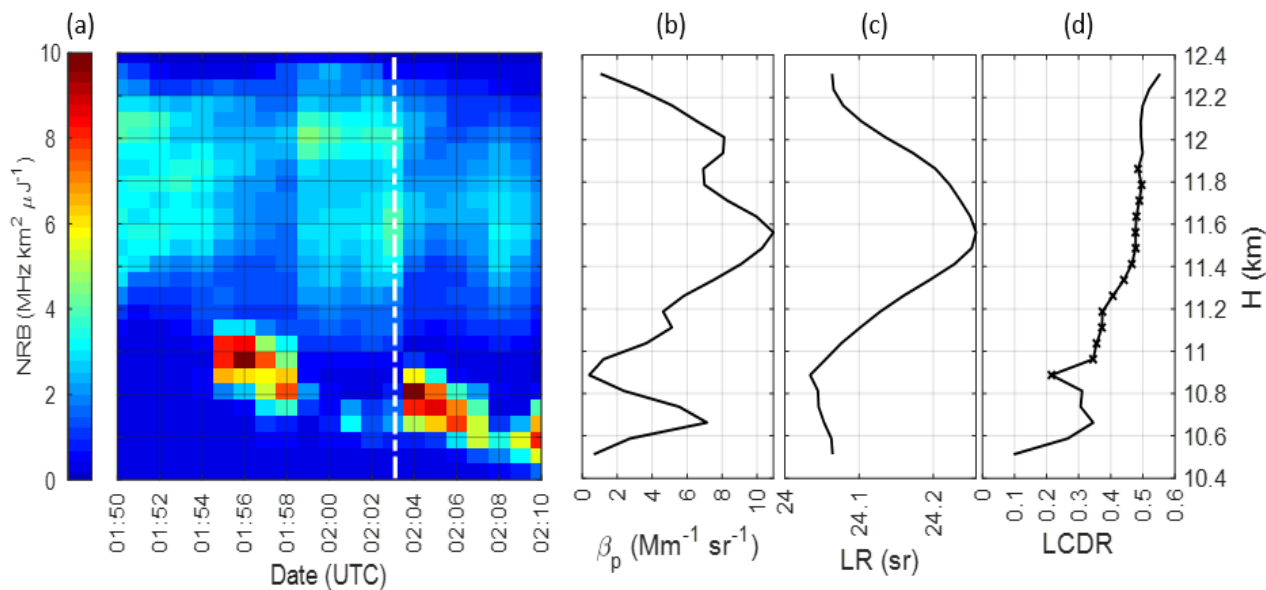 (a) (b) (c) (d)
NRB (MHz km² μJ⁻¹)
10
8
6
4
2
0
01:50
01:52
01:54
01:56
01:58
02:00
02:02
02:04
02:06
02:08
02:10
Date (UTC)
0 2 4 6 8 10
βp (Mm⁻¹ sr⁻¹)
24 24.1 24.2
LR (sr)
0 0.1 0.2 0.3 0.4 0.5 0.6
LCDR
12.4
12.2
12
11.8
11.6
11.4
11.2
11
10.8
10.6
10.4
H (km)